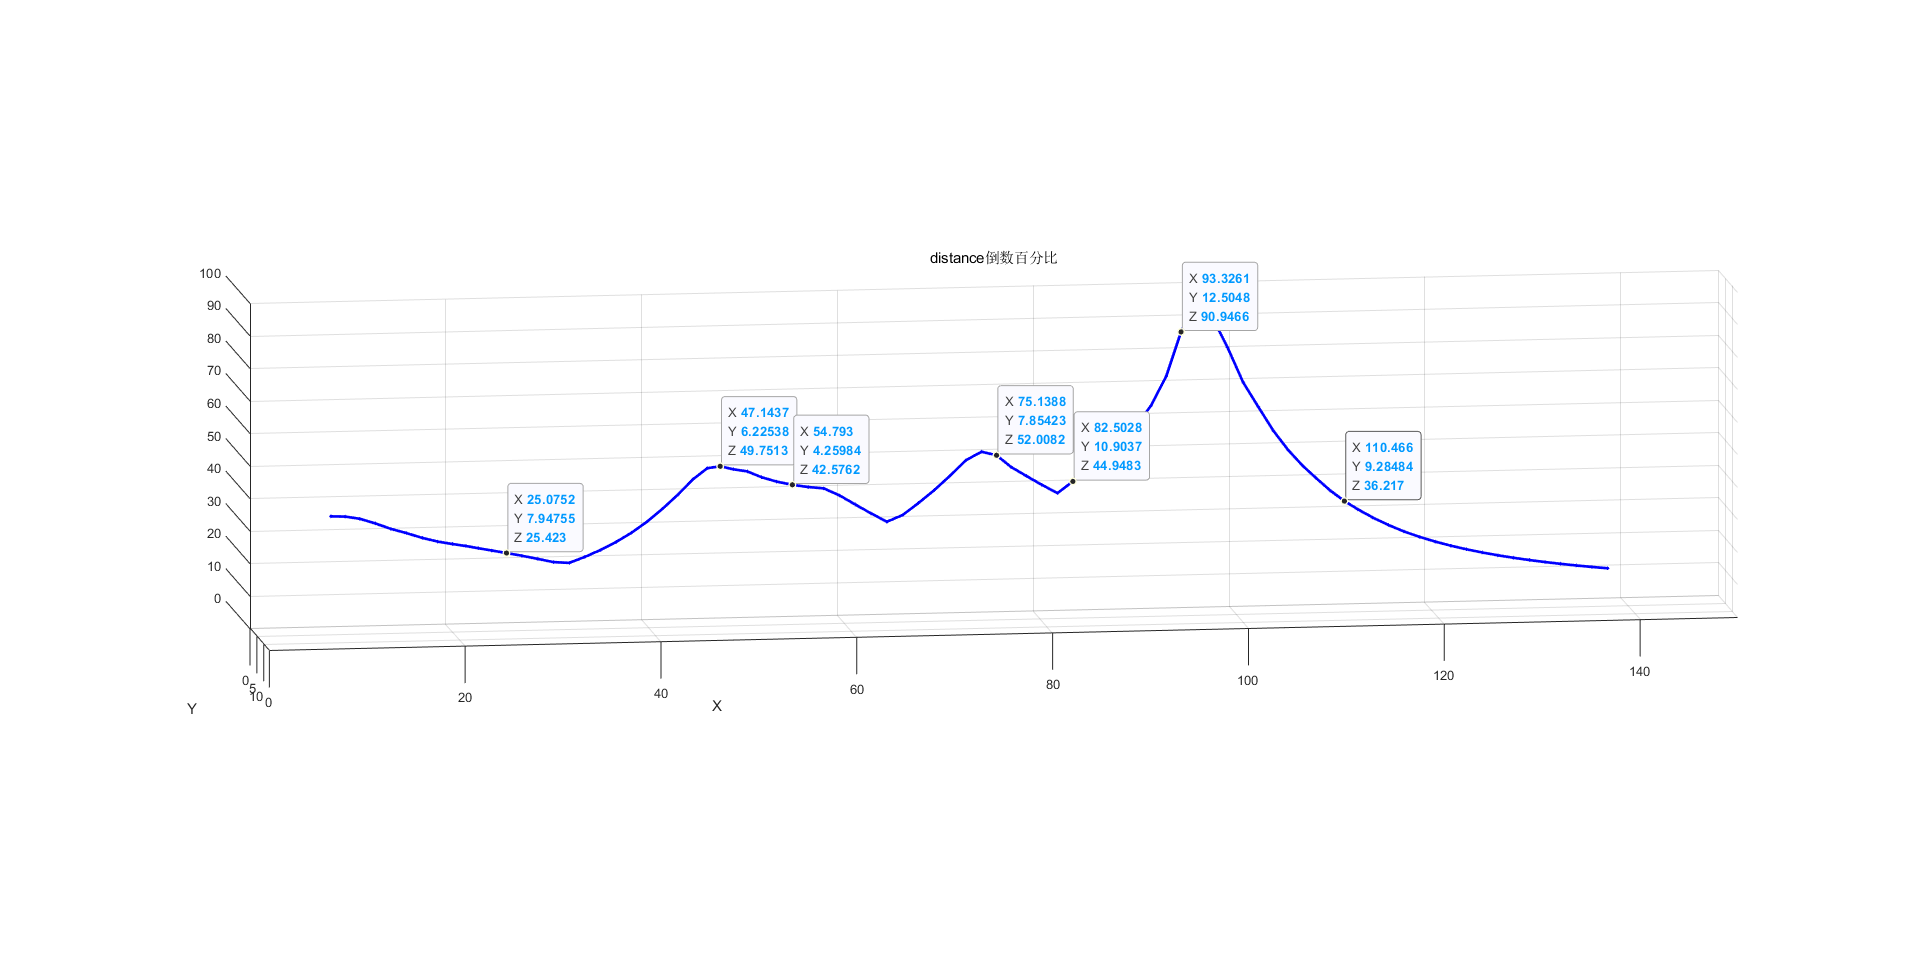 distance倒数百分比
100
90
80
70
60
50
40
30
20
10
0
X 93.3261
Y 12.5048
Z 90.9466
X 75.1388
Y 7.85423
Z 52.0082
X 47.1437
Y 6.22538
Z 49.7513
X 54.793
Y 4.25984
Z 42.5762
X 82.5028
Y 10.9037
Z 44.9483
X 110.466
Y 9.28484
Z 36.217
X 25.0752
Y 7.94755
Z 25.423
0
5
10
0
20
40
60
80
100
120
140
Y
X